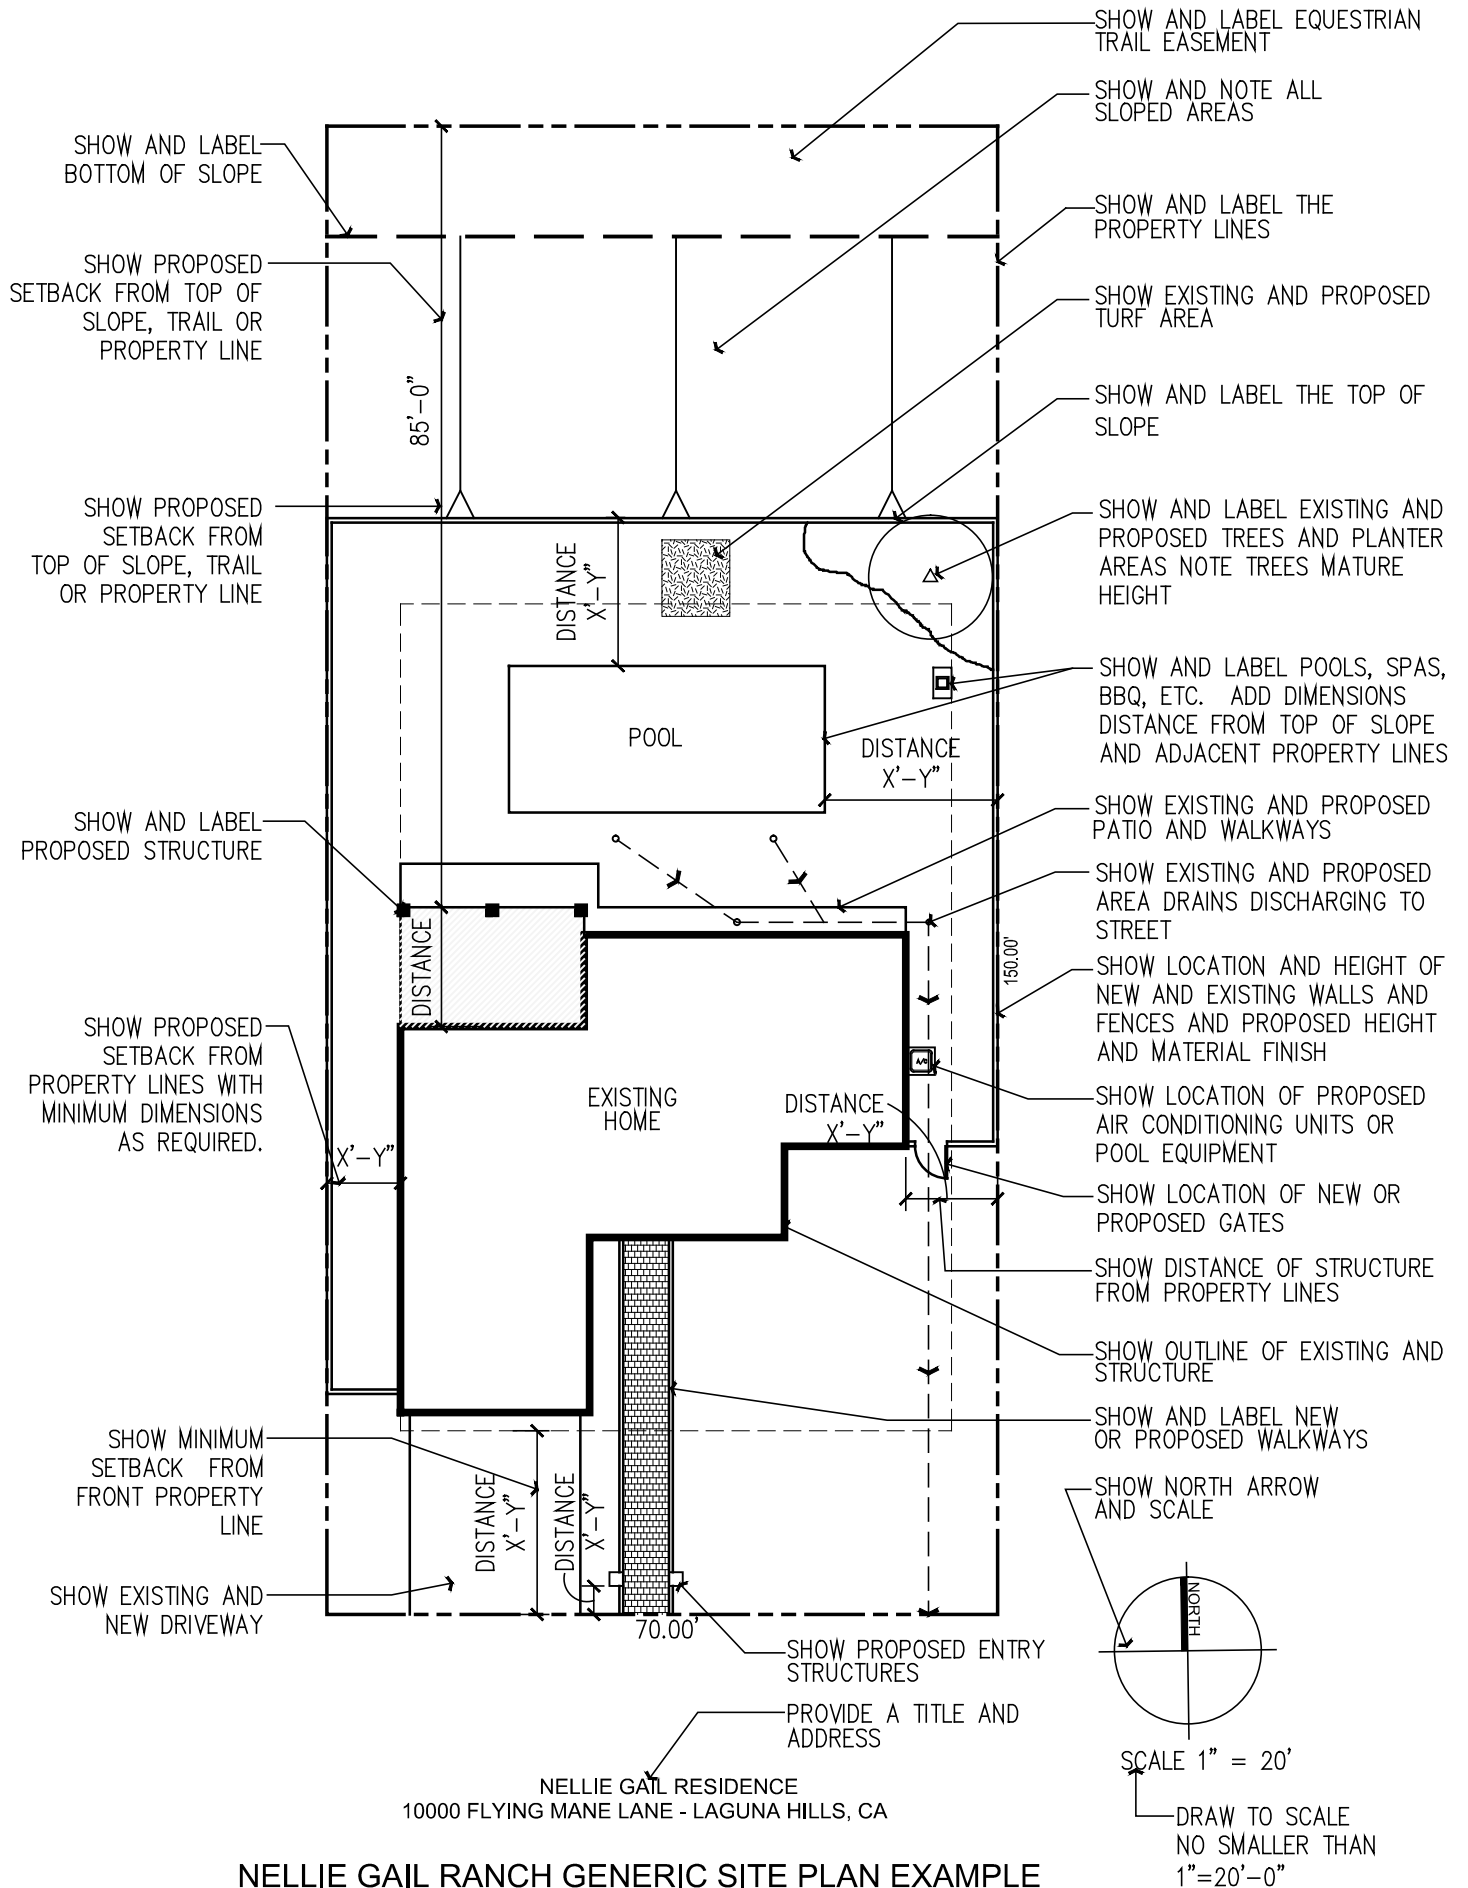 SHOW AND LABEL EQUESTRIAN
TRAIL EASEMENT
SHOW AND NOTE ALL
SLOPED AREAS
SHOW AND LABEL
BOTTOM OF SLOPE
SHOW AND LABEL THE
PROPERTY LINES
SHOW PROPOSED
SETBACK FROM TOP OF
SLOPE, TRAIL OR
PROPERTY LINE
SHOW EXISTING AND PROPOSED
TURF AREA
85'-0"
SHOW AND LABEL THE TOP OF
SLOPE
SHOW PROPOSED
SETBACK FROM
TOP OF SLOPE, TRAIL
OR PROPERTY LINE
SHOW AND LABEL EXISTING AND
PROPOSED TREES AND PLANTER
AREAS NOTE TREES MATURE
HEIGHT
DISTANCE
X'-Y"
SHOW AND LABEL POOLS, SPAS,
BBQ, ETC. ADD DIMENSIONS
DISTANCE FROM TOP OF SLOPE
AND ADJACENT PROPERTY LINES
POOL
DISTANCE
X'-Y"
SHOW AND LABEL
PROPOSED STRUCTURE
SHOW EXISTING AND PROPOSED
PATIO AND WALKWAYS
SHOW EXISTING AND PROPOSED
AREA DRAINS DISCHARGING TO
STREET
DISTANCE
150.00'
SHOW LOCATION AND HEIGHT OF
NEW AND EXISTING WALLS AND
FENCES AND PROPOSED HEIGHT
AND MATERIAL FINISH
SHOW PROPOSED
SETBACK FROM
PROPERTY LINES WITH
MINIMUM DIMENSIONS
AS REQUIRED.
X'-Y"
EXISTING
HOME
A/C
DISTANCE
X'-Y"
SHOW LOCATION OF PROPOSED
AIR CONDITIONING UNITS OR
POOL EQUIPMENT
SHOW LOCATION OF NEW OR
PROPOSED GATES
SHOW DISTANCE OF STRUCTURE
FROM PROPERTY LINES
SHOW OUTLINE OF EXISTING AND
STRUCTURE
SHOW AND LABEL NEW
OR PROPOSED WALKWAYS
SHOW MINIMUM
SETBACK FROM
FRONT PROPERTY
LINE
DISTANCE
X'-Y"
DISTANCE
X'-Y"
SHOW NORTH ARROW
AND SCALE
SHOW EXISTING AND
NEW DRIVEWAY
NORTH
70.00'
SHOW PROPOSED ENTRY
STRUCTURES
PROVIDE A TITLE AND
ADDRESS
SCALE 1" = 20'
NELLIE GAIL RESIDENCE
10000 FLYING MANE LANE - LAGUNA HILLS, CA
DRAW TO SCALE
NO SMALLER THAN
1"=20'-0"
NELLIE GAIL RANCH GENERIC SITE PLAN EXAMPLE